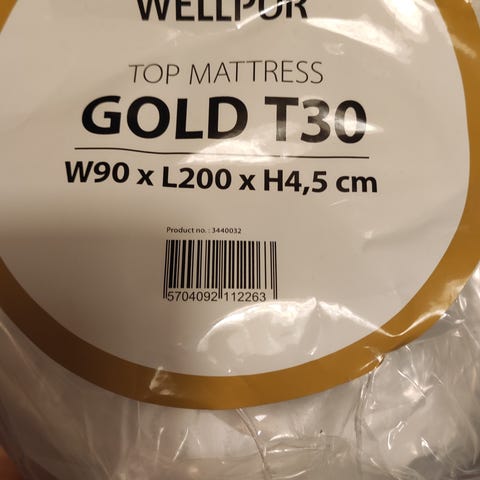 WELLPUR
TOP MATTRESS
GOLD T30
W90 x L200 x H4,5 cm
Product no.: 3440032
5704092 112263